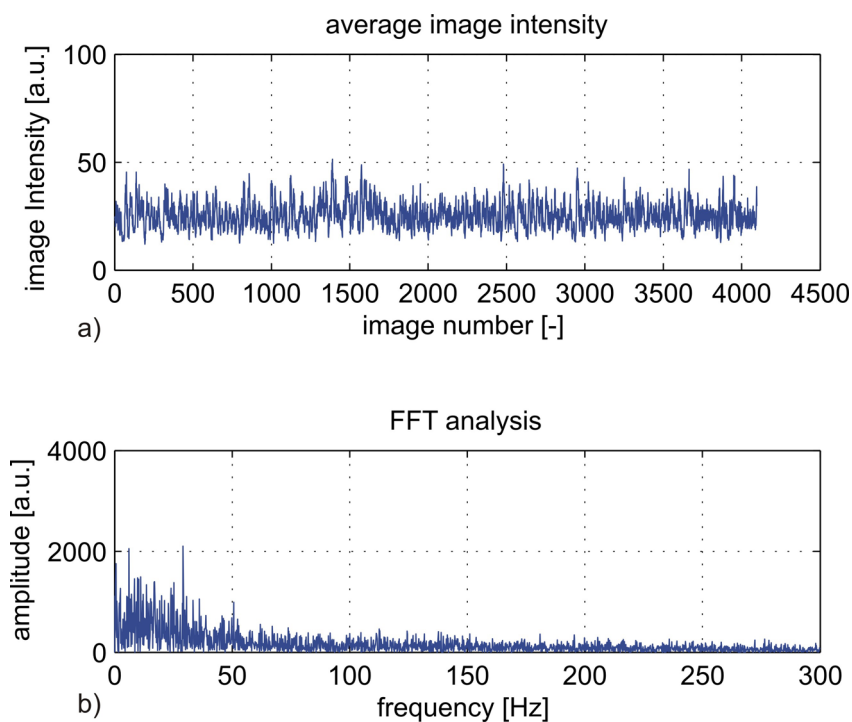 average image intensity
image Intensity [a.u.]
100
50
0
0 500 1000 1500 2000 2500 3000 3500 4000 4500
a)
image number [-]
FFT analysis
amplitude [a.u.]
4000
2000
0
0 50 100 150 200 250 300
b)
frequency [Hz]